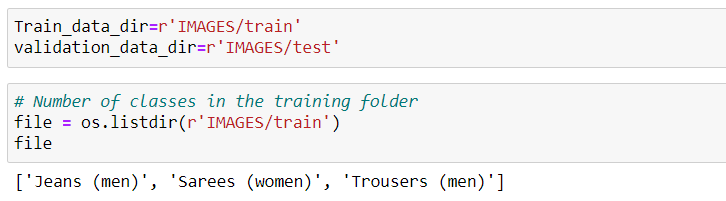 Train_data_dir=r'IMAGES/train'
validation_data_dir=r'IMAGES/test'
# Number of classes in the training folder
file = os.listdir(r'IMAGES/train')
file
['Jeans (men)', 'Sarees (women)', 'Trousers (men)']